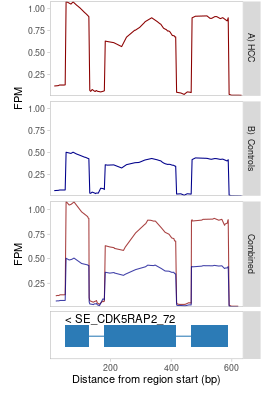 1.00
0.75
0.50
0.25
FPM
A) HCC
1.00
0.75
0.50
0.25
B) Controls
1.00
0.75
0.50
0.25
FPM
Combined
< SE_CDK5RAP2_72
200
400
600
Distance from region start (bp)